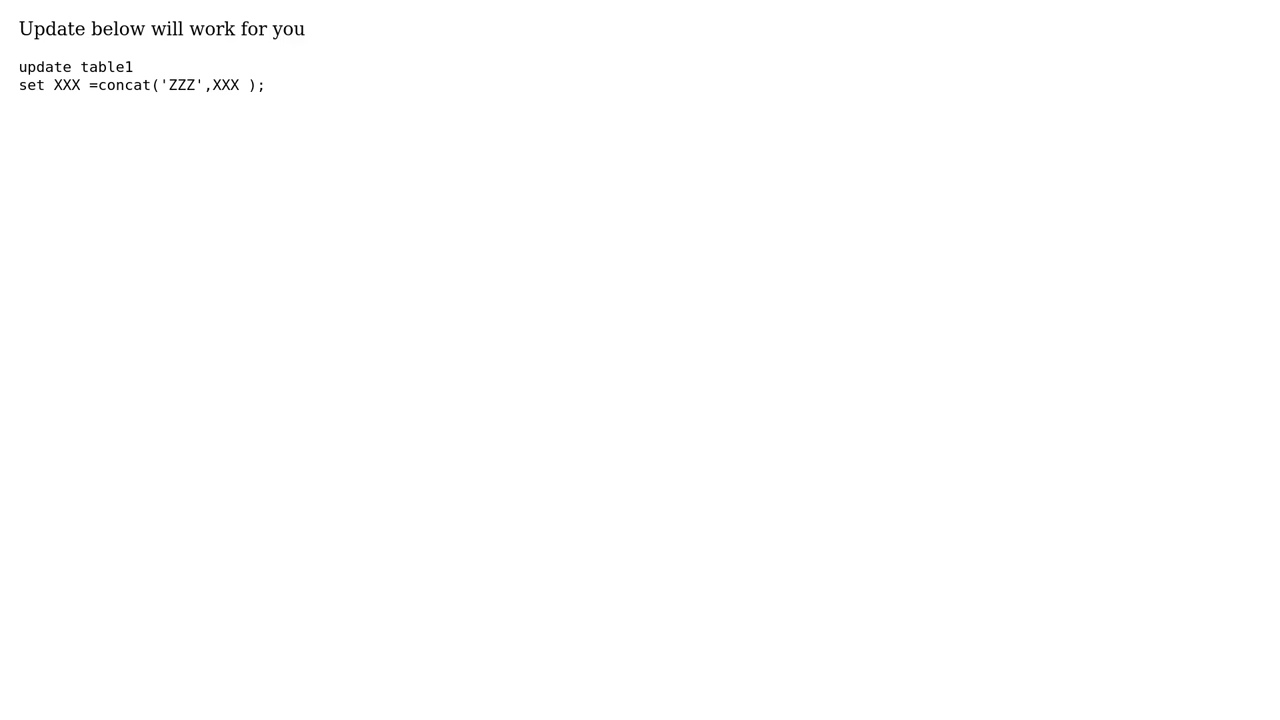 Update below will work for you
update table1
set XXX =concat('ZZZ',XXX );